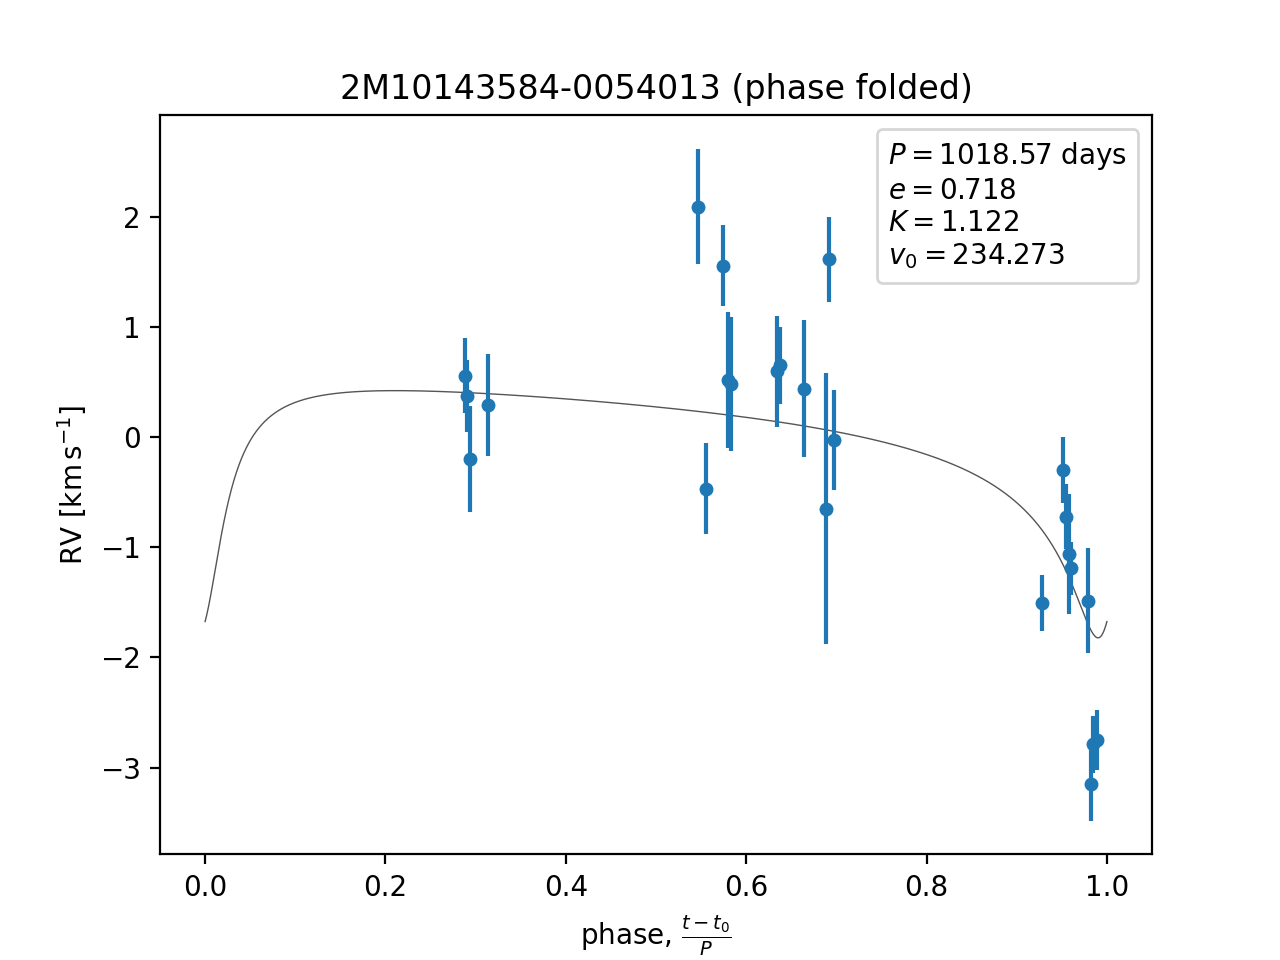 2M10143584-0054013 (phase folded)
P = 1018.57 days
e = 0.718
K = 1.122
v₀ = 234.273
RV [km s⁻¹]
2
1
0
−1
−2
−3
0.0 0.2 0.4 0.6 0.8 1.0
phase, (t − t₀)/P